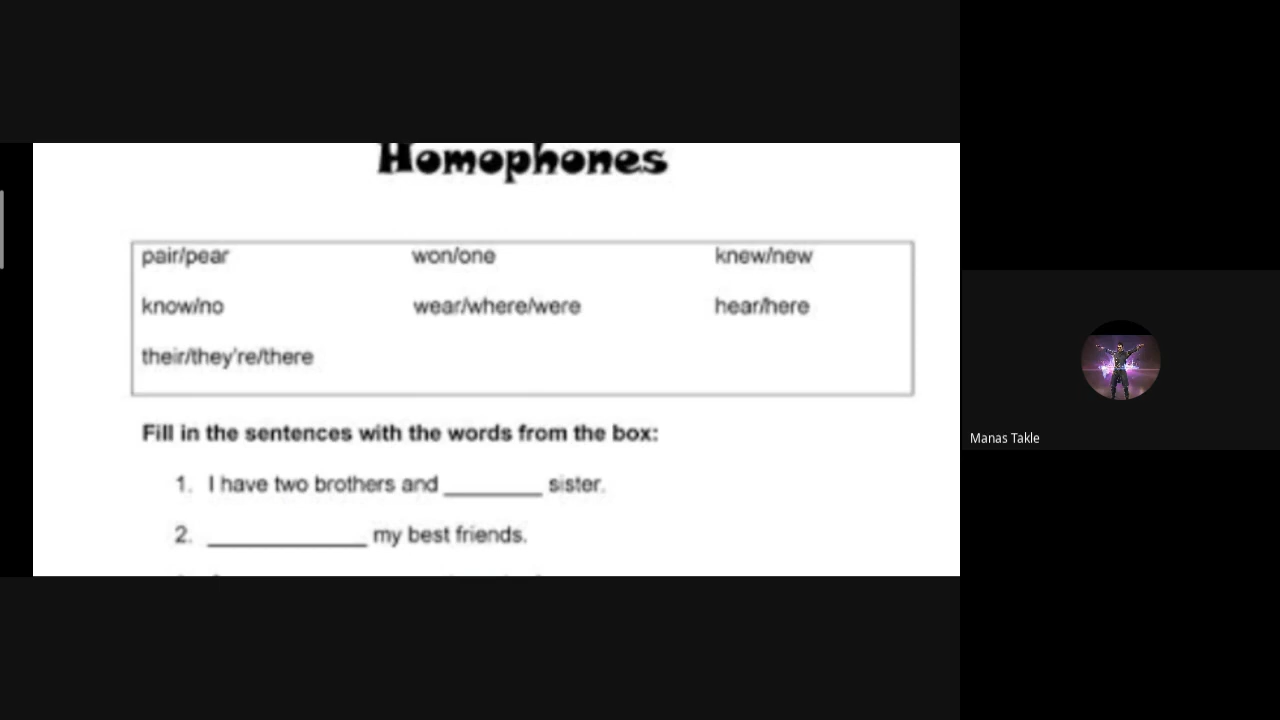 Homophones
pair/pear won/one knew/new
know/no wear/where/were hear/here
their/they're/there
Fill in the sentences with the words from the box:
1. I have two brothers and ________ sister.
2. _____________ my best friends.
Manas Takle